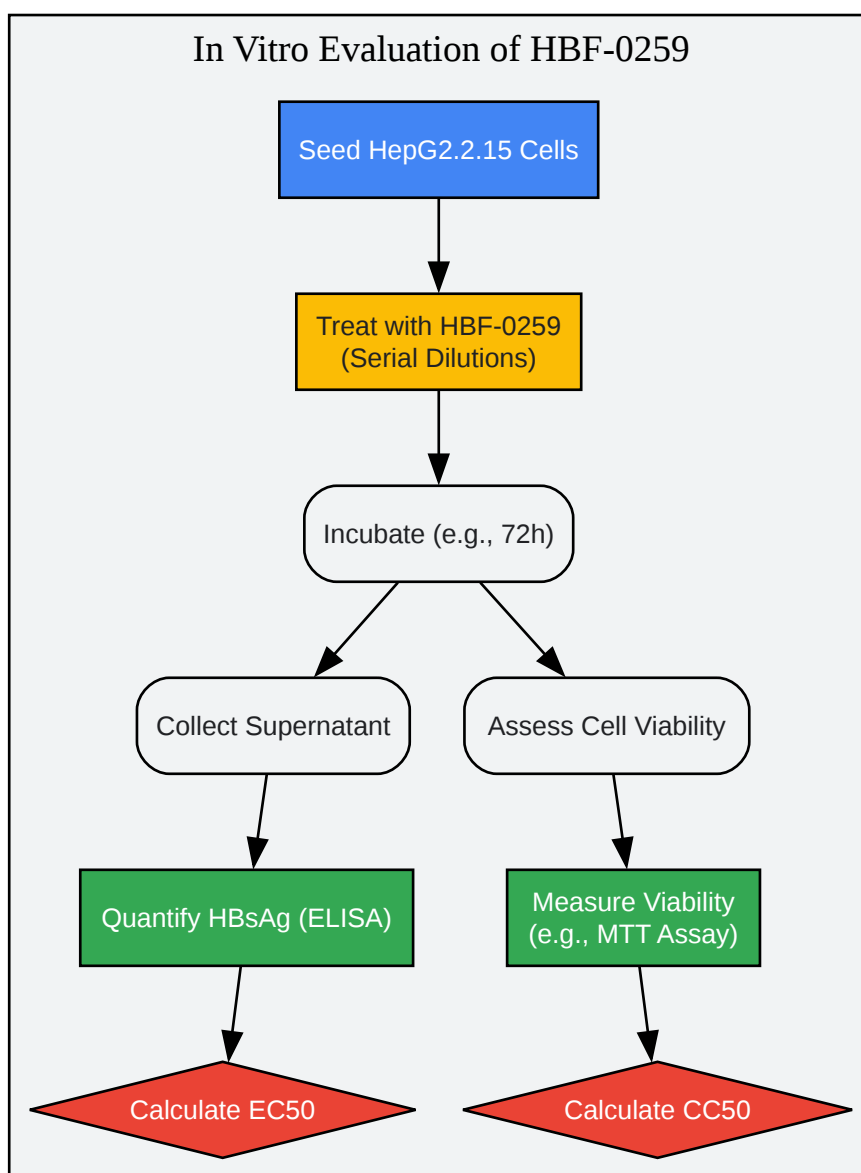 In Vitro Evaluation of HBF-0259
Seed HepG2.2.15 Cells
Treat with HBF-0259
(Serial Dilutions)
Incubate (e.g., 72h)
Collect Supernatant
Assess Cell Viability
Quantify HBsAg (ELISA)
Measure Viability
(e.g., MTT Assay)
Calculate EC50
Calculate CC50